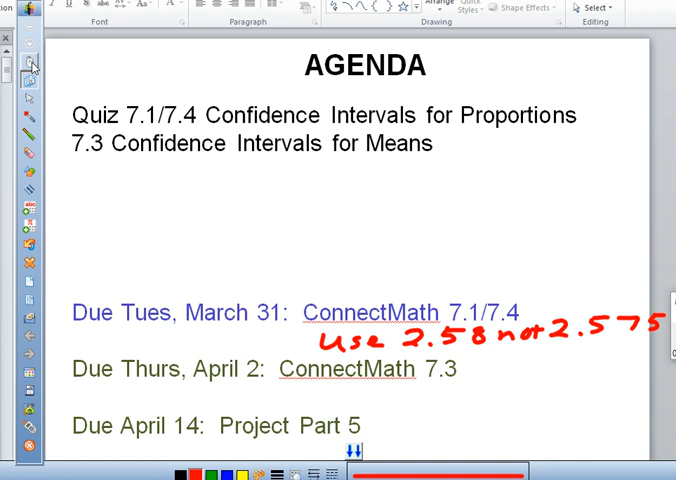 Font
Paragraph
Arrange
Quick
Styles
Shape Effects
Drawing
Select
Editing
AGENDA
Quiz 7.1/7.4 Confidence Intervals for Proportions
7.3 Confidence Intervals for Means
Due Tues, March 31: ConnectMath 7.1/7.4
use 2.58 not 2.575
Due Thurs, April 2: ConnectMath 7.3
Due April 14: Project Part 5